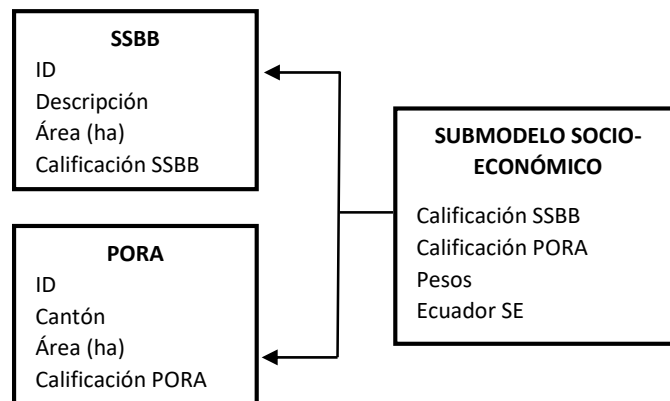 SSBB
ID
Descripción
Área (ha)
Calificación SSBB
PORA
ID
Cantón
Área (ha)
Calificación PORA
SUBMODELO SOCIO-
ECONÓMICO
Calificación SSBB
Calificación PORA
Pesos
Ecuador SE